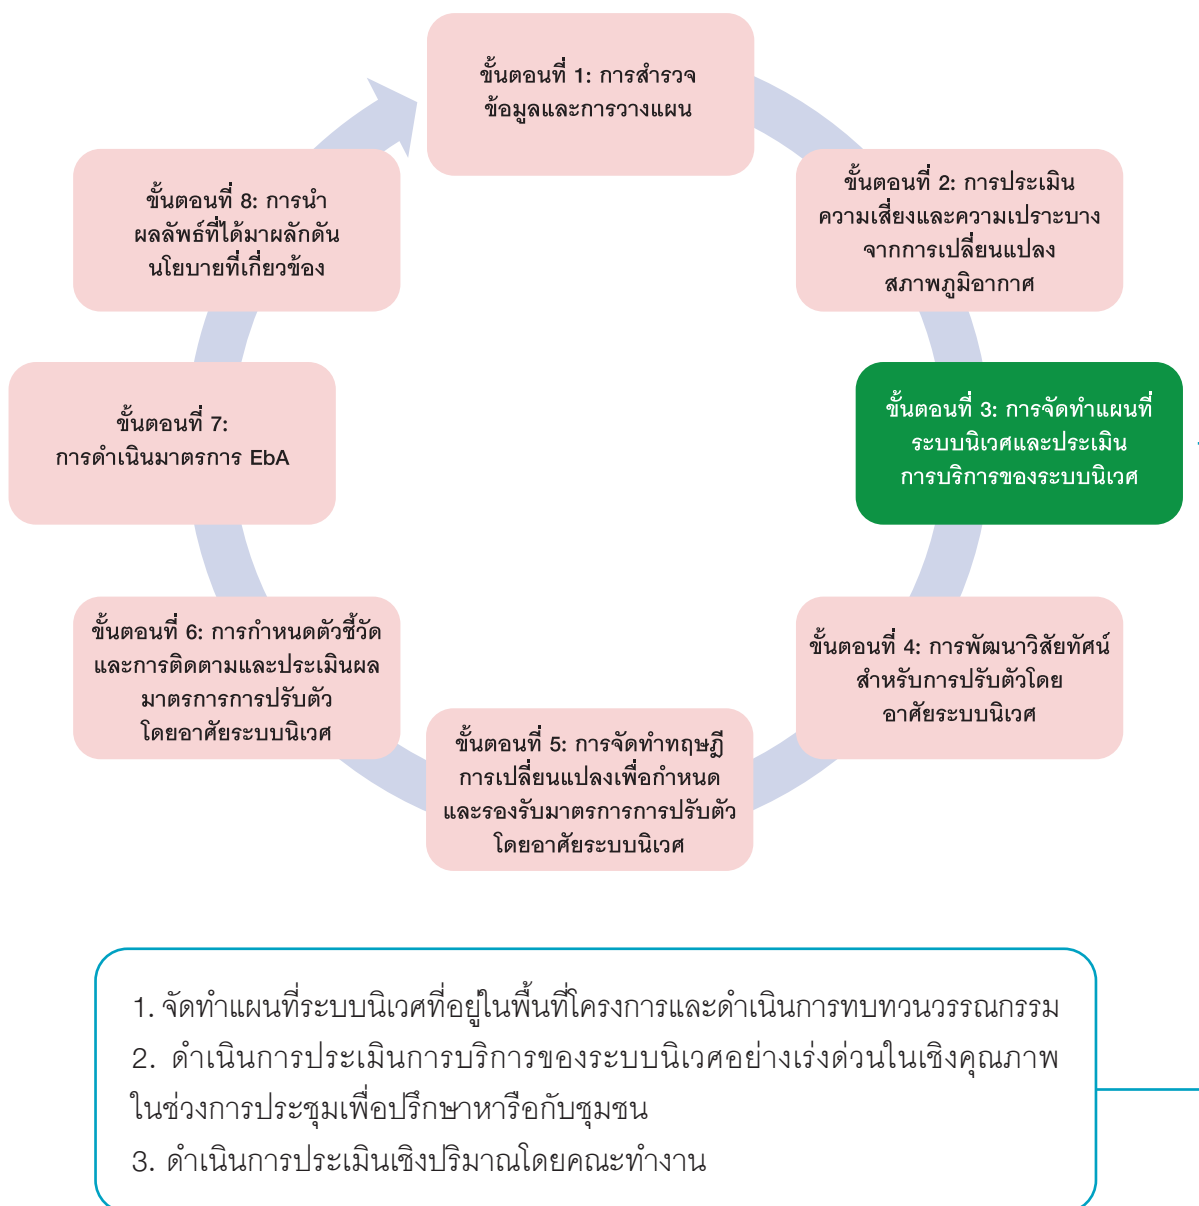 ขั้นตอนที่ 1: การสำรวจ
ข้อมูลและการวางแผน
ขั้นตอนที่ 2: การประเมิน
ความเสี่ยงและความเปราะบาง
จากการเปลี่ยนแปลง
สภาพภูมิอากาศ
ขั้นตอนที่ 3: การจัดทำแผนที่
ระบบนิเวศและประเมิน
การบริการของระบบนิเวศ
ขั้นตอนที่ 4: การพัฒนาวิสัยทัศน์
สำหรับการปรับตัวโดย
อาศัยระบบนิเวศ
ขั้นตอนที่ 5: การจัดทำทฤษฎี
การเปลี่ยนแปลงเพื่อกำหนด
และรองรับมาตรการการปรับตัว
โดยอาศัยระบบนิเวศ
ขั้นตอนที่ 6: การกำหนดตัวชี้วัด
และการติดตามและประเมินผล
มาตรการการปรับตัว
โดยอาศัยระบบนิเวศ
ขั้นตอนที่ 7:
การดำเนินมาตรการ EbA
ขั้นตอนที่ 8: การนำ
ผลลัพธ์ที่ได้มาผลักดัน
นโยบายที่เกี่ยวข้อง
1. จัดทำแผนที่ระบบนิเวศที่อยู่ในพื้นที่โครงการและดำเนินการทบทวนวรรณกรรม
2. ดำเนินการประเมินการบริการของระบบนิเวศอย่างเร่งด่วนในเชิงคุณภาพ
ในช่วงการประชุมเพื่อปรึกษาหารือกับชุมชน
3. ดำเนินการประเมินเชิงปริมาณโดยคณะทำงาน